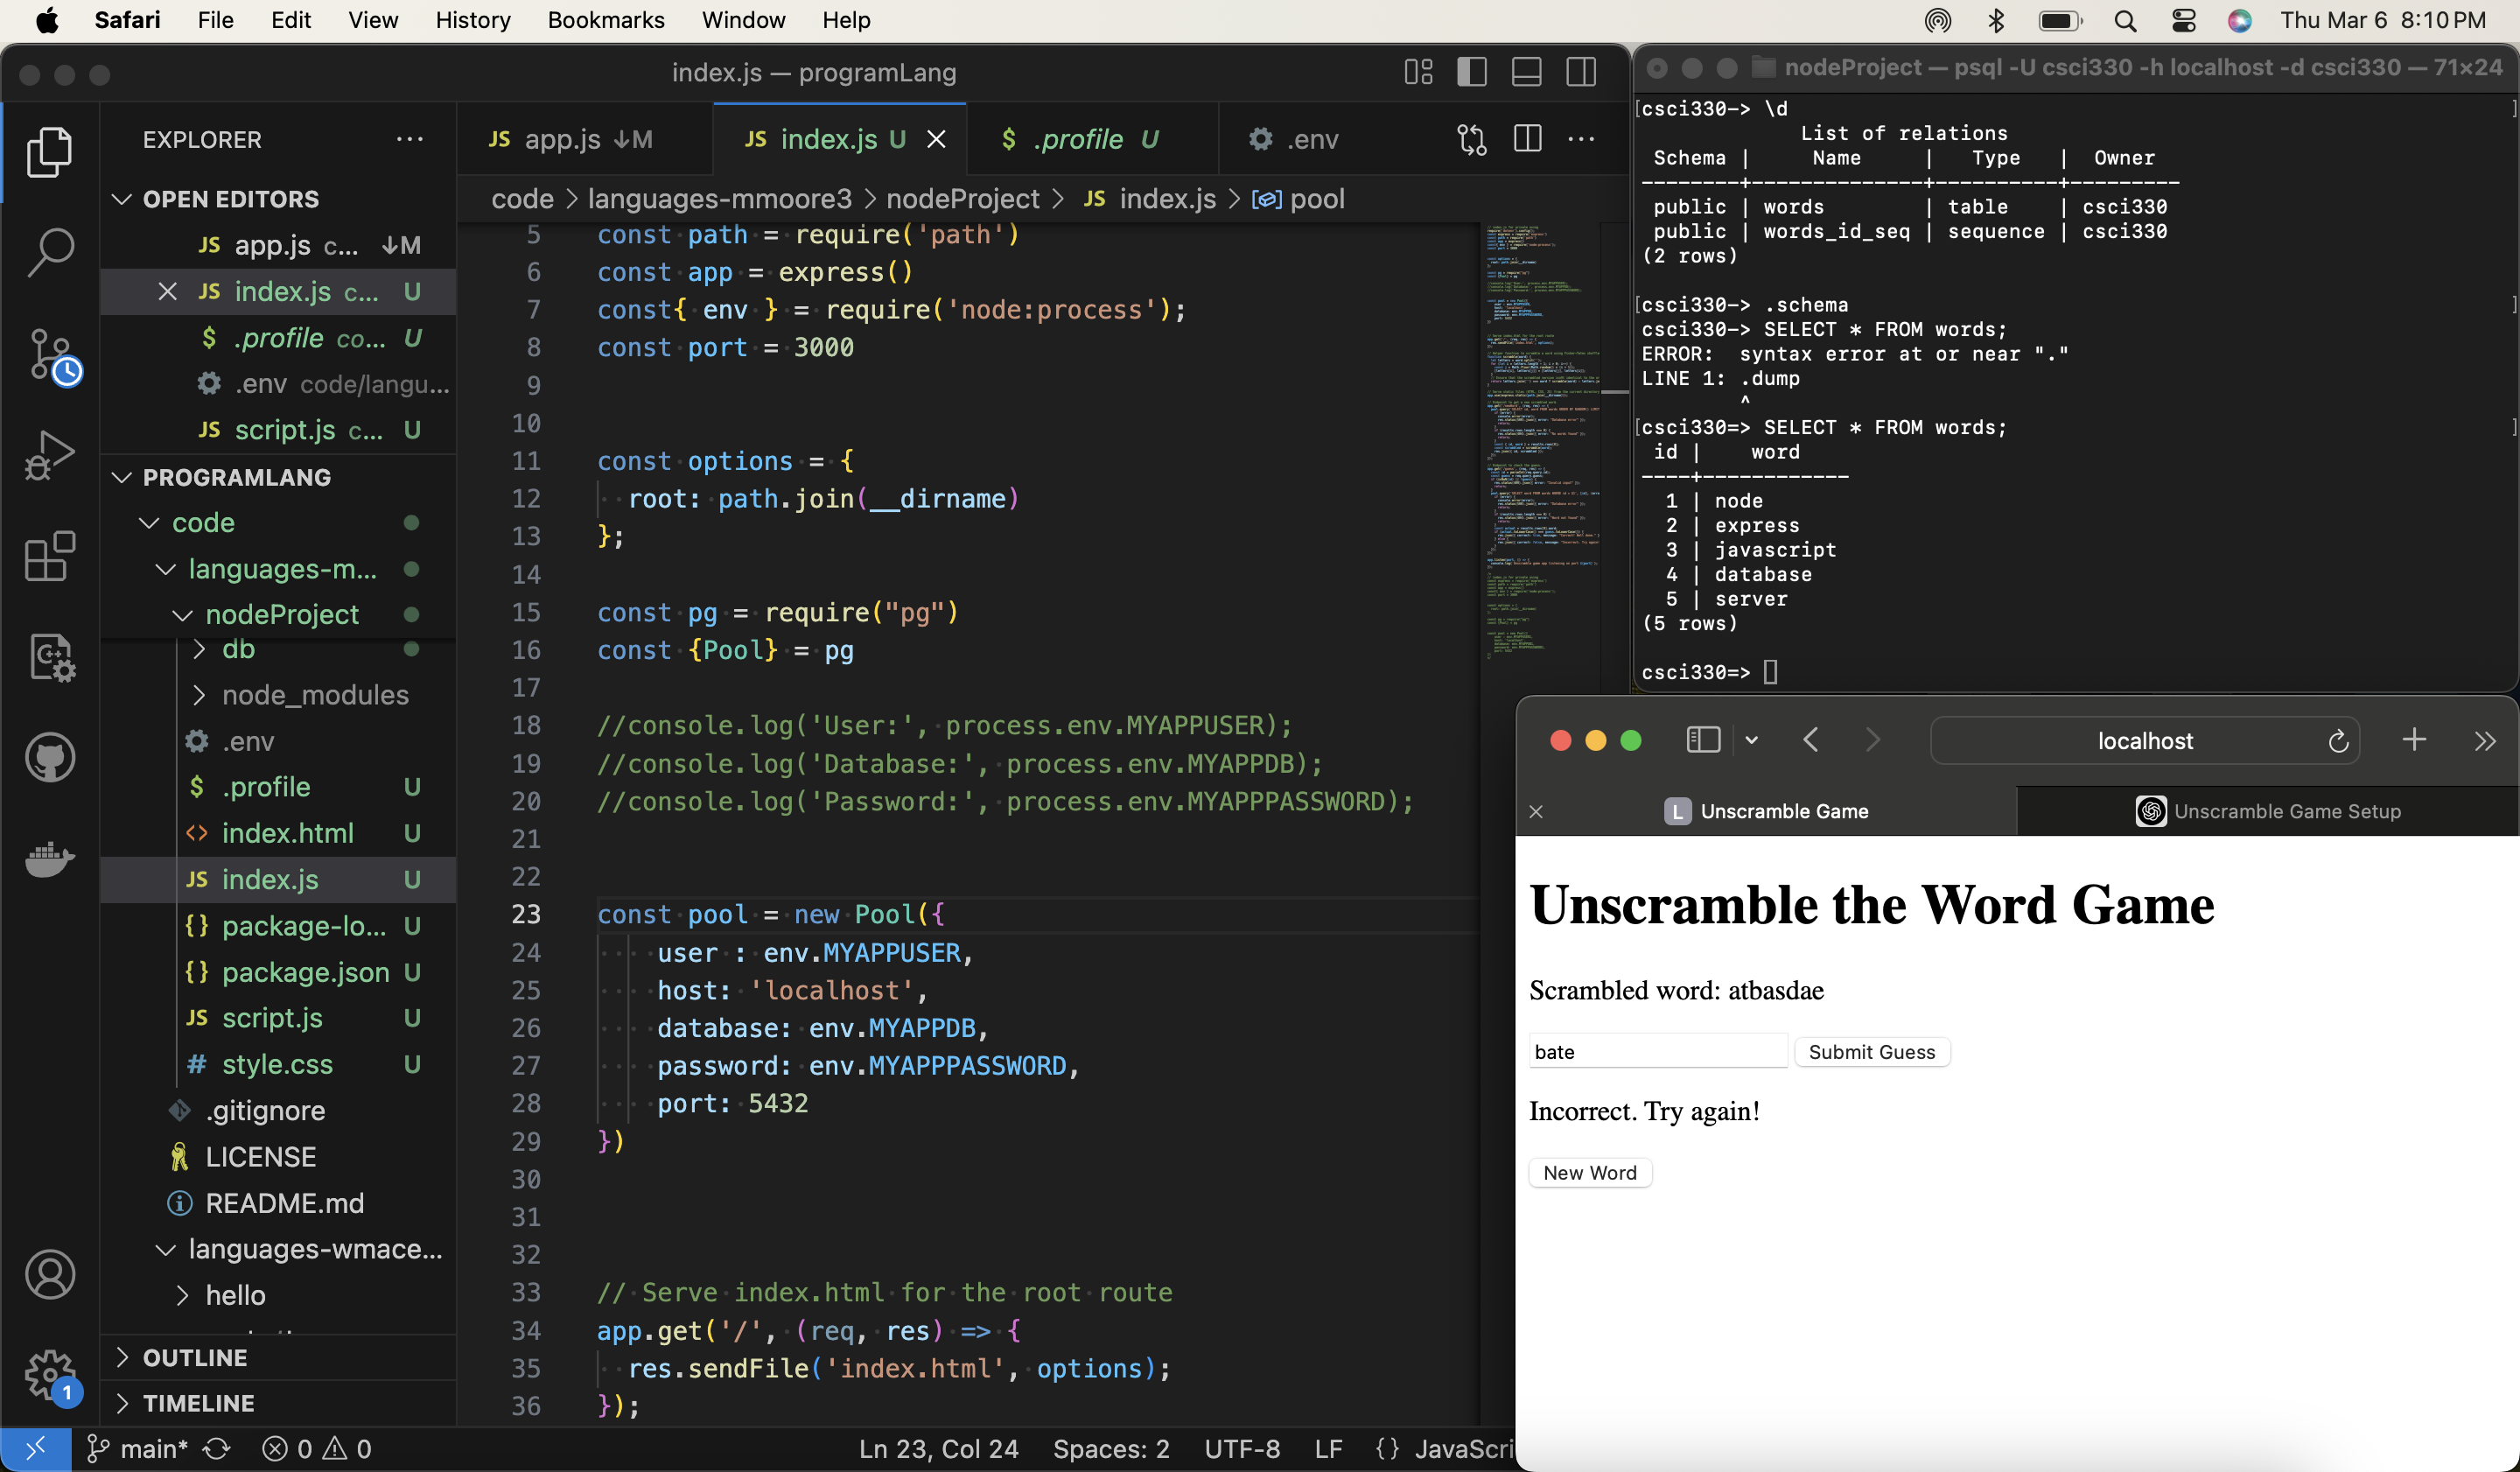 Safari File Edit View History Bookmarks Window Help
Thu Mar 6 8:10 PM
index.js — programLang
EXPLORER
OPEN EDITORS
JS app.js c... ↓M
JS index.js c... U
$ .profile co... U
.env code/langu...
JS script.js c... U
PROGRAMLANG
code
languages-m...
nodeProject
db
node_modules
.env
$ .profile U
<> index.html U
JS index.js U
{} package-lo... U
{} package.json U
JS script.js U
# style.css U
.gitignore
LICENSE
README.md
languages-wmace...
hello
OUTLINE
TIMELINE
1
JS app.js ↓M
JS index.js U
$ .profile U
.env
code > languages-mmoore3 > nodeProject > JS index.js > pool
5 const path = require('path')
6 const app = express()
7 const{ env } = require('node:process');
8 const port = 3000
9
10
11 const options = {
12 root: path.join(__dirname)
13 };
14
15 const pg = require("pg")
16 const {Pool} = pg
17
18 //console.log('User:', process.env.MYAPPUSER);
19 //console.log('Database:', process.env.MYAPPDB);
20 //console.log('Password:', process.env.MYAPPPASSWORD);
21
22
23 const pool = new Pool({
24 user : env.MYAPPUSER,
25 host: 'localhost',
26 database: env.MYAPPDB,
27 password: env.MYAPPPASSWORD,
28 port: 5432
29 })
30
31
32
33 // Serve index.html for the root route
34 app.get('/', (req, res) => {
35 res.sendFile('index.html', options);
36 });
main* 0 0
Ln 23, Col 24 Spaces: 2 UTF-8 LF {} JavaScri
nodeProject — psql -U csci330 -h localhost -d csci330 — 71×24
[csci330-> \d ]
List of relations
Schema | Name | Type | Owner
--------+--------------+----------+---------
public | words | table | csci330
public | words_id_seq | sequence | csci330
(2 rows)
[csci330-> .schema ]
csci330-> SELECT * FROM words;
ERROR: syntax error at or near "."
LINE 1: .dump
^
[csci330=> SELECT * FROM words; ]
id | word
----+------------
1 | node
2 | express
3 | javascript
4 | database
5 | server
(5 rows)
csci330=>
localhost
L Unscramble Game
Unscramble Game Setup
Unscramble the Word Game
Scrambled word: atbasdae
bate Submit Guess
Incorrect. Try again!
New Word